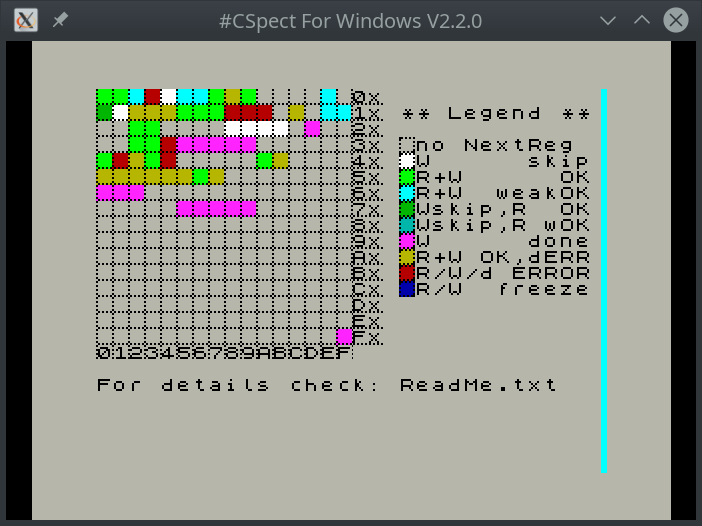 #CSpect For Windows V2.2.0
0x.
1x.
2x.
3x.
4x.
5x.
6x.
7x.
8x.
9x.
Ax.
Bx.
Cx.
Dx.
Ex.
Fx.
0123456789ABCDEF
** Legend **
no NextReg
W skip
R+W OK
R+W weakOK
Wskip,R OK
Wskip,R wOK
W done
R+W OK,dERR
R/W/d ERROR
R/W freeze
For details check: ReadMe.txt